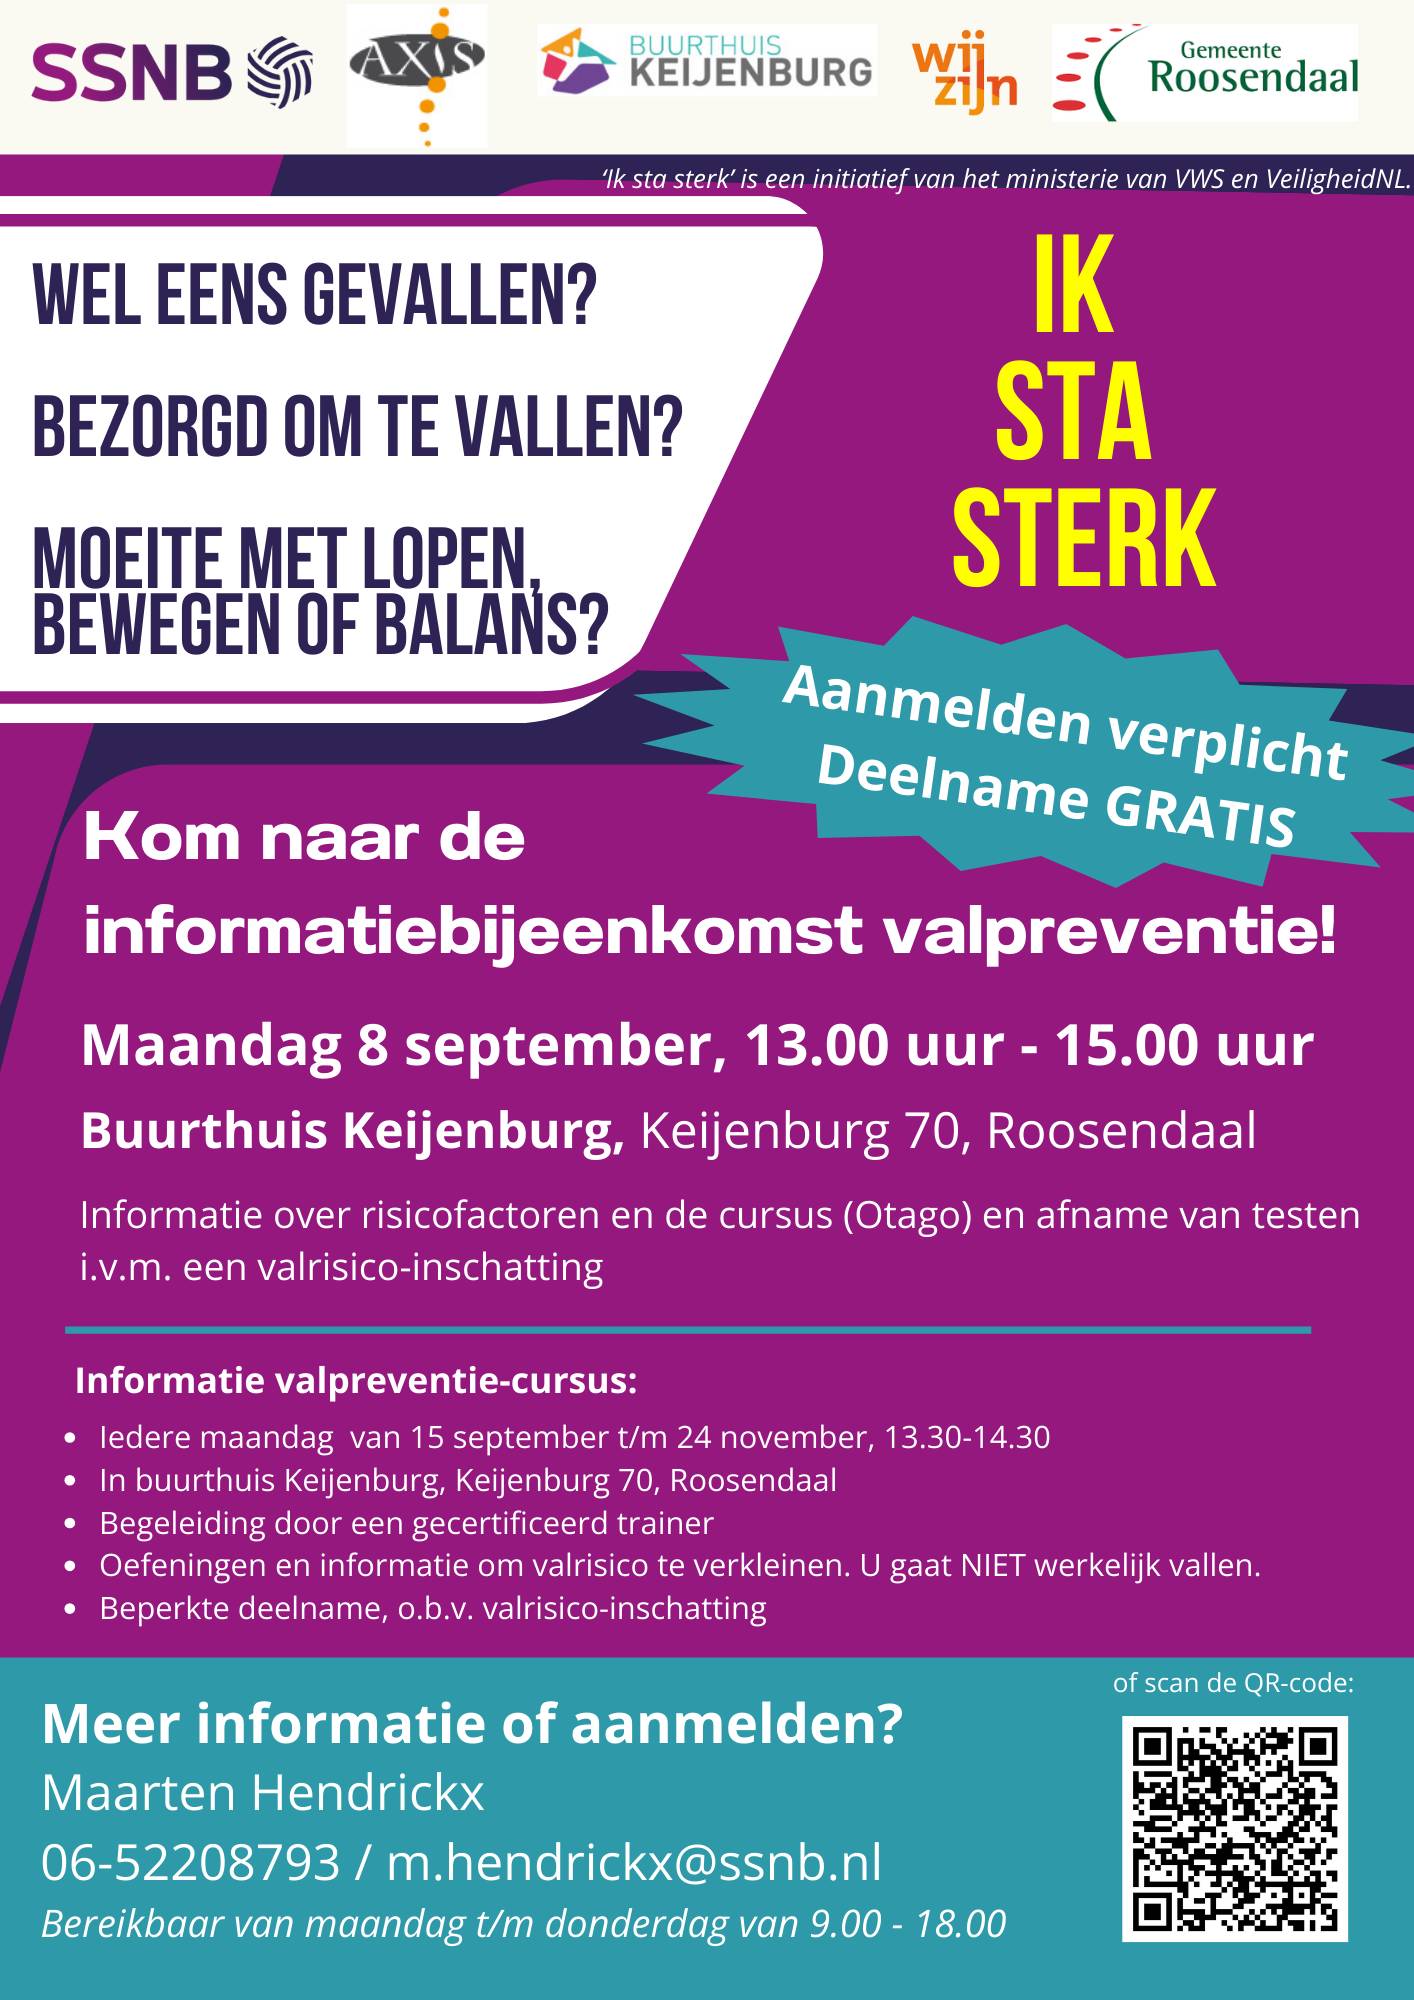 SSNB
AXIS
BUURTHUIS
KEIJENBURG
wij
zijn
Gemeente
Roosendaal
‘Ik sta sterk’ is een initiatief van het ministerie van VWS en VeiligheidNL.
WEL EENS GEVALLEN?
BEZORGD OM TE VALLEN?
MOEITE MET LOPEN,
BEWEGEN OF BALANS?
IK
STA
STERK
Aanmelden verplicht
Deelname GRATIS
Kom naar de
informatiebijeenkomst valpreventie!
Maandag 8 september, 13.00 uur - 15.00 uur
Buurthuis Keijenburg, Keijenburg 70, Roosendaal
Informatie over risicofactoren en de cursus (Otago) en afname van testen
i.v.m. een valrisico-inschatting
Informatie valpreventie-cursus:
• Iedere maandag van 15 september t/m 24 november, 13.30-14.30
• In buurthuis Keijenburg, Keijenburg 70, Roosendaal
• Begeleiding door een gecertificeerd trainer
• Oefeningen en informatie om valrisico te verkleinen. U gaat NIET werkelijk vallen.
• Beperkte deelname, o.b.v. valrisico-inschatting
of scan de QR-code:
Meer informatie of aanmelden?
Maarten Hendrickx
06-52208793 / m.hendrickx@ssnb.nl
Bereikbaar van maandag t/m donderdag van 9.00 - 18.00